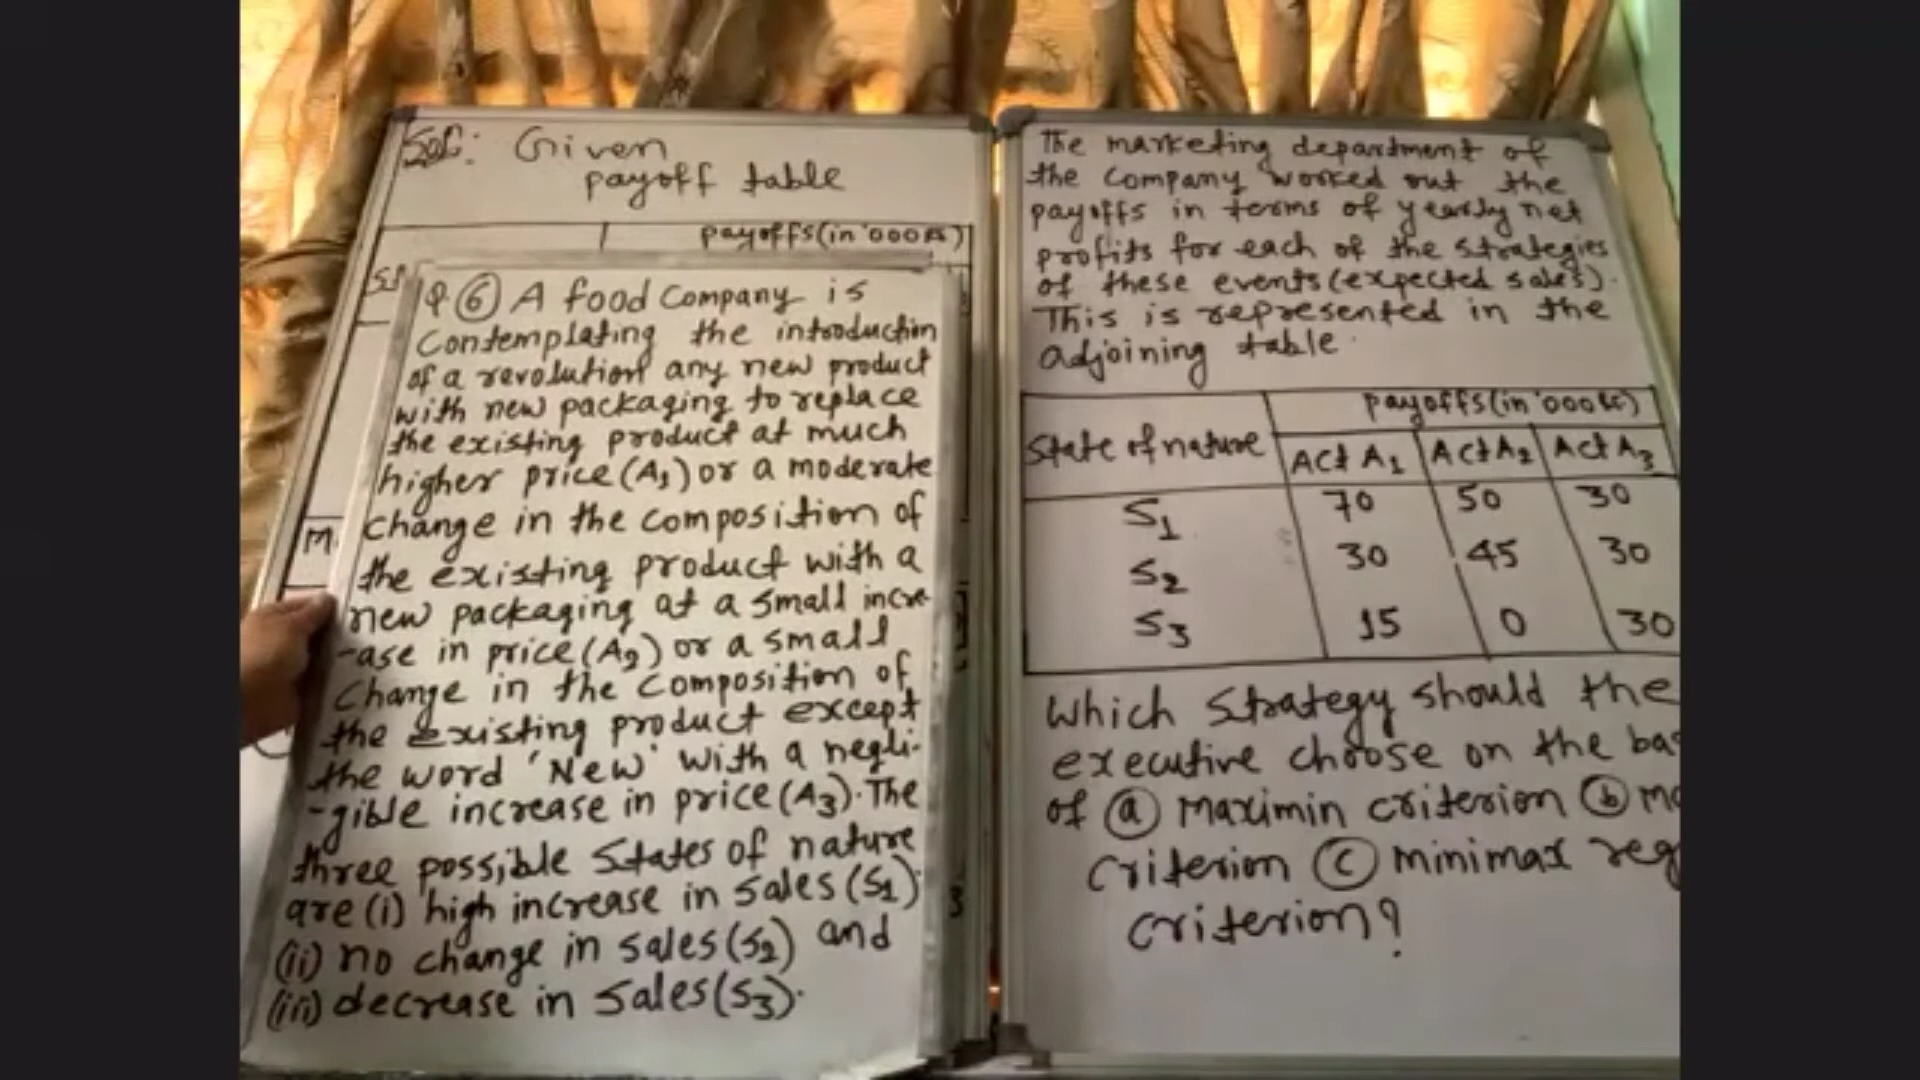 Sol: Given
payoff table
payoffs(in '000 Rs)
Q ⑥ A food Company is
Contemplating the introduction
of a revolution any new product
with new packaging to replace
the existing product at much
higher price (A1) or a moderate
change in the composition of
the existing product with a
new packaging at a small incre-
-ase in price (A2) or a small
change in the composition of
the existing product except
the word 'New' with a negli-
-gible increase in price (A3). The
three possible States of nature
are (i) high increase in sales (S1)
(ii) no change in sales (S2) and
(iii) decrease in sales (S3).
M.
3
The marketing department of
the company worked out the
payoffs in terms of yearly net
profits for each of the strategies
of these events (expected sales).
This is represented in the
adjoining table.
payoffs(in '000 Rs)
State of nature Act A1 Act A2 Act A3
S1 70 50 30
S2 30 45 30
S3 15 0 30
Which Strategy should the
executive choose on the bas
of ⓐ Maximin criterion ⓑ
criterion ⓒ Minimax reg
criterion?